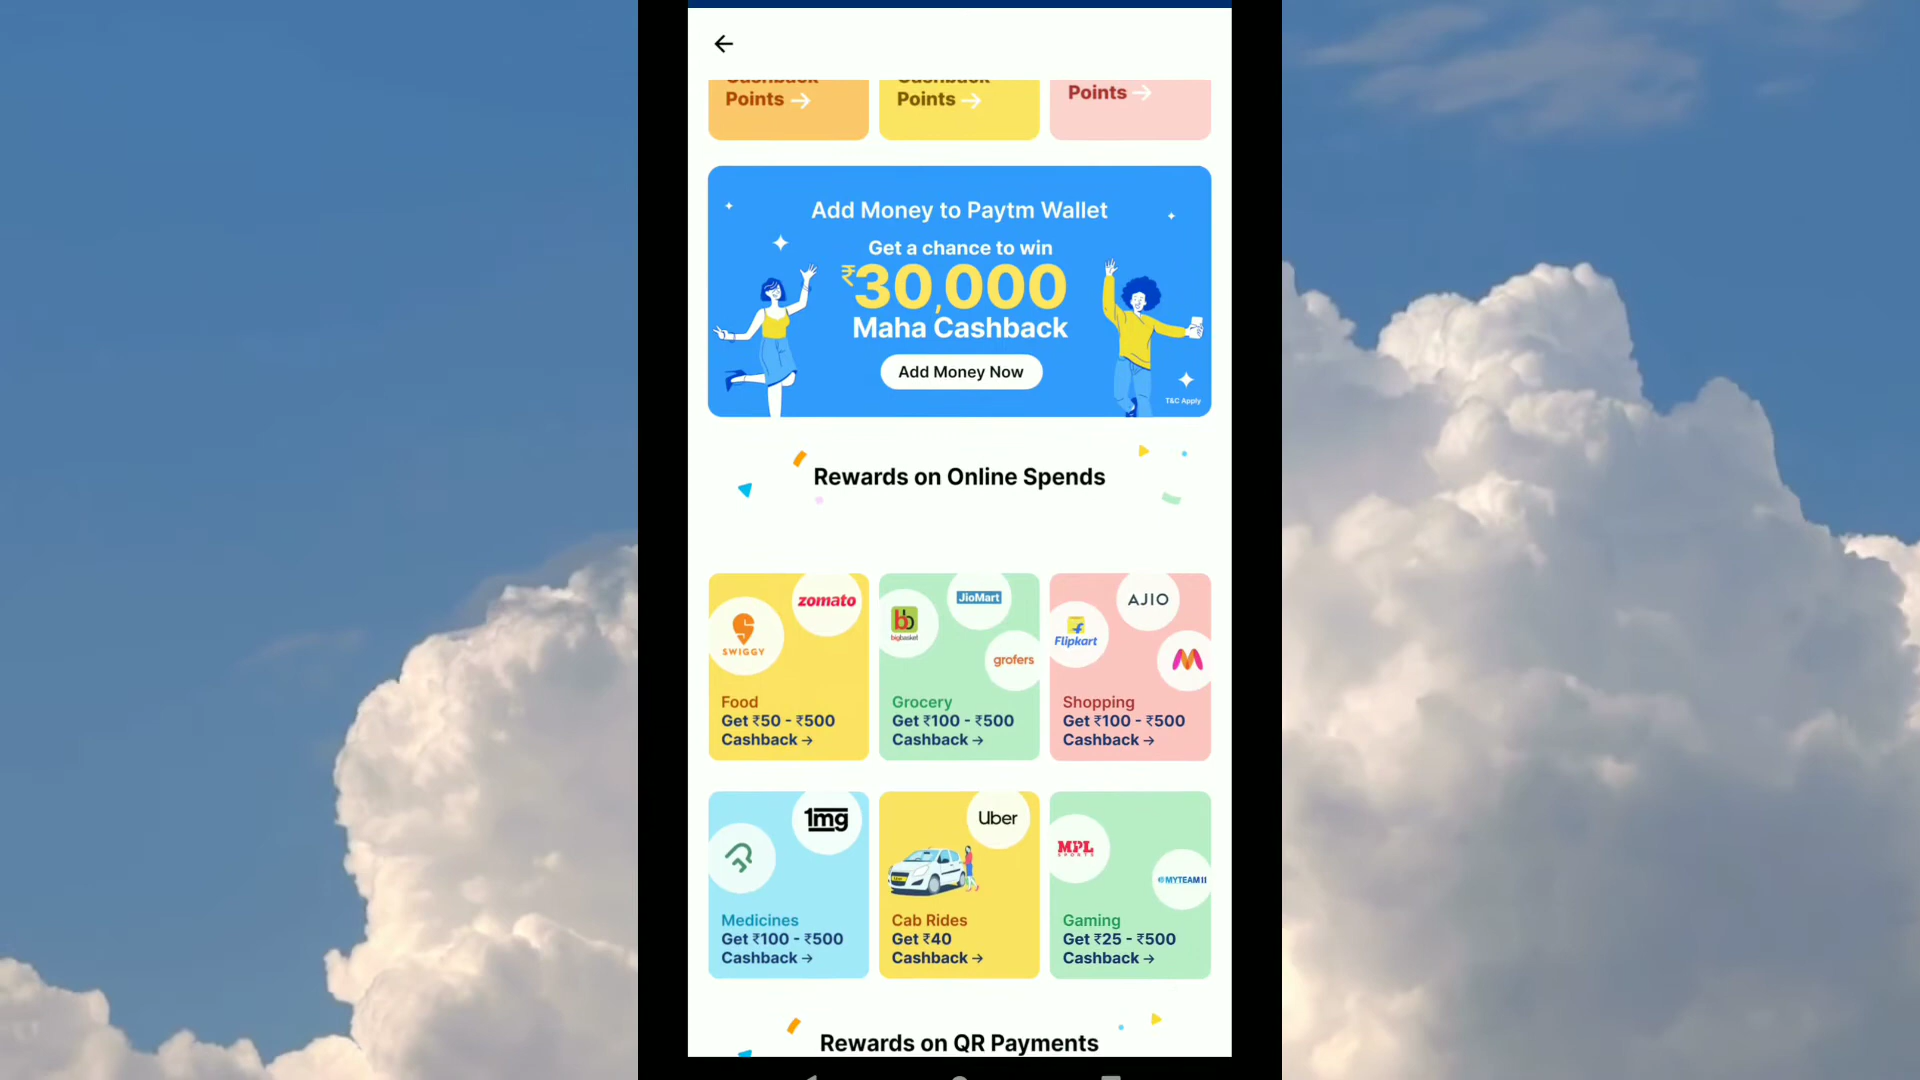 Points →
Points →
Points →
Add Money to Paytm Wallet
Get a chance to win
₹30,000
Maha Cashback
Add Money Now
T&C Apply
Rewards on Online Spends
zomato
SWIGGY
Food
Get ₹50 - ₹500
Cashback →
JioMart
bb
bigbasket
grofers
Grocery
Get ₹100 - ₹500
Cashback →
AJIO
Flipkart
Shopping
Get ₹100 - ₹500
Cashback →
1mg
Medicines
Get ₹100 - ₹500
Cashback →
Uber
Cab Rides
Get ₹40
Cashback →
MPL
SPORTS
MYTEAM11
Gaming
Get ₹25 - ₹500
Cashback →
Rewards on QR Payments